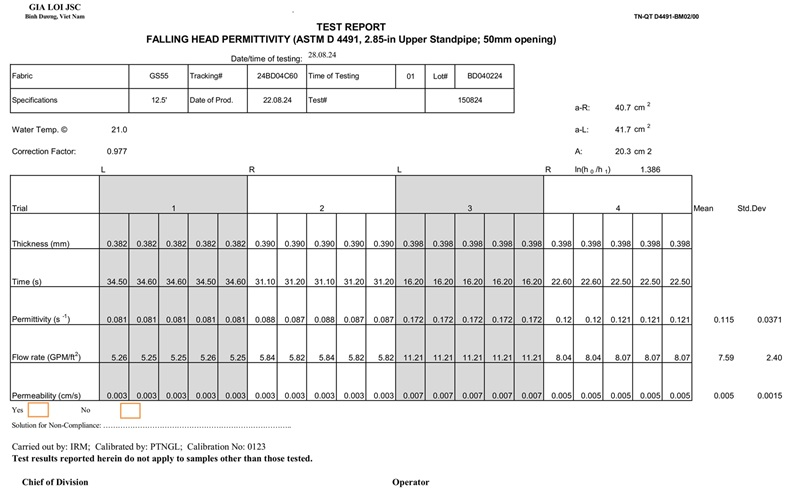 GIA LOI JSC
Bình Dương, Việt Nam
TN-QT D4491-BM02/00
TEST REPORT
FALLING HEAD PERMITTIVITY (ASTM D 4491, 2.85-in Upper Standpipe; 50mm opening)
Date/time of testing: 28.08.24
Fabric GS55 Tracking# 24BD04C60 Time of Testing 01 Lot# BD040224
Specifications 12.5' Date of Prod. 22.08.24 Test# 150824
a-R: 40.7 cm 2
Water Temp. © 21.0 a-L: 41.7 cm 2
Correction Factor: 0.977 A: 20.3 cm 2
L R L R ln(h 0 /h 1) 1.386
Trial 1 2 3 4 Mean Std.Dev
Thickness (mm) 0.382 0.382 0.382 0.382 0.382 0.390 0.390 0.390 0.390 0.390 0.398 0.398 0.398 0.398 0.398 0.398 0.398 0.398 0.398 0.398
Time (s) 34.50 34.60 34.60 34.50 34.60 31.10 31.20 31.10 31.20 31.20 16.20 16.20 16.20 16.20 16.20 22.60 22.60 22.50 22.50 22.50
Permittivity (s -1) 0.081 0.081 0.081 0.081 0.081 0.088 0.087 0.088 0.087 0.087 0.172 0.172 0.172 0.172 0.172 0.12 0.12 0.121 0.121 0.121 0.115 0.0371
Flow rate (GPM/ft2) 5.26 5.25 5.25 5.26 5.25 5.84 5.82 5.84 5.82 5.82 11.21 11.21 11.21 11.21 11.21 8.04 8.04 8.07 8.07 8.07 7.59 2.40
Permeability (cm/s) 0.003 0.003 0.003 0.003 0.003 0.003 0.003 0.003 0.003 0.003 0.007 0.007 0.007 0.007 0.007 0.005 0.005 0.005 0.005 0.005 0.005 0.0015
Yes No
Solution for Non-Compliance: ……………………………………………..
Carried out by: IRM; Calibrated by: PTNGL; Calibration No: 0123
Test results reported herein do not apply to samples other than those tested.
Chief of Division Operator